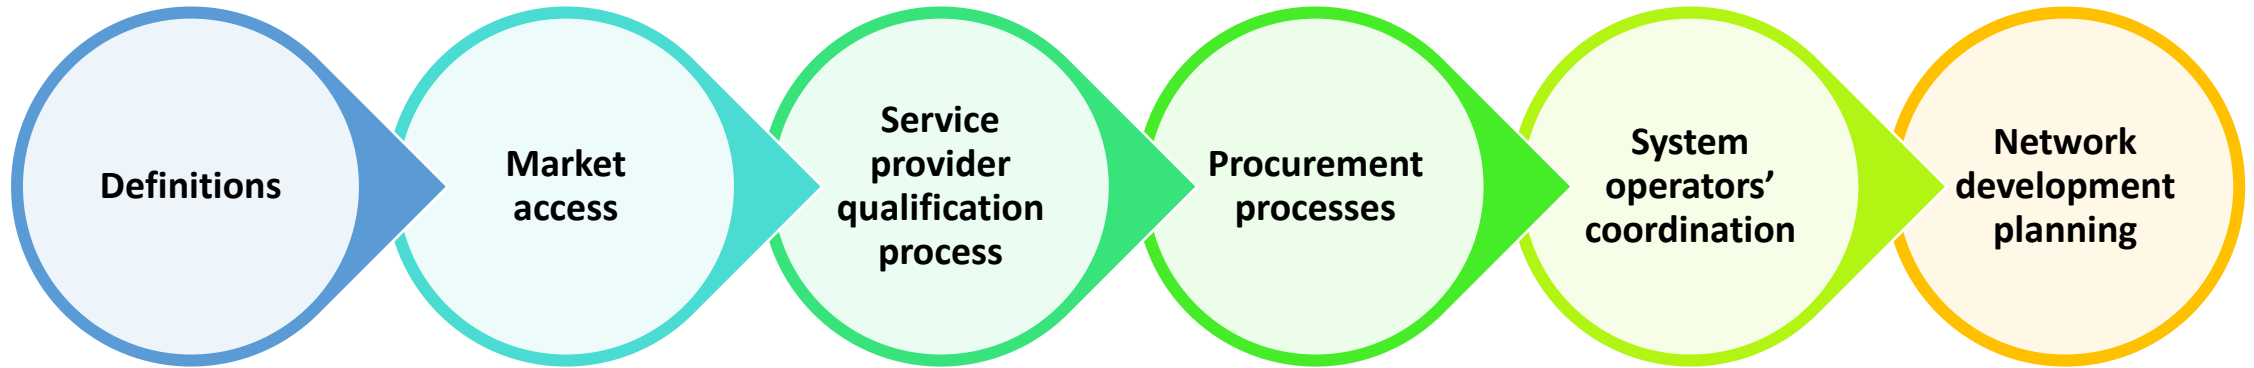 Definitions
Market
access
Service
provider
qualification
process
Procurement
processes
System
operators’
coordination
Network
development
planning